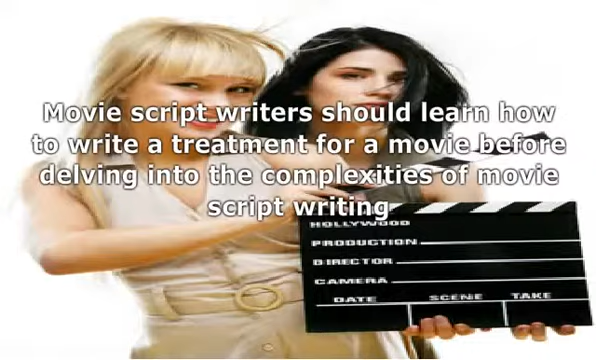 Movie script writers should learn how
to write a treatment for a movie before
delving into the complexities of movie
script writing
HOLLYWOOD
PRODUCTION
DIRECTOR
CAMERA
DATE SCENE TAKE